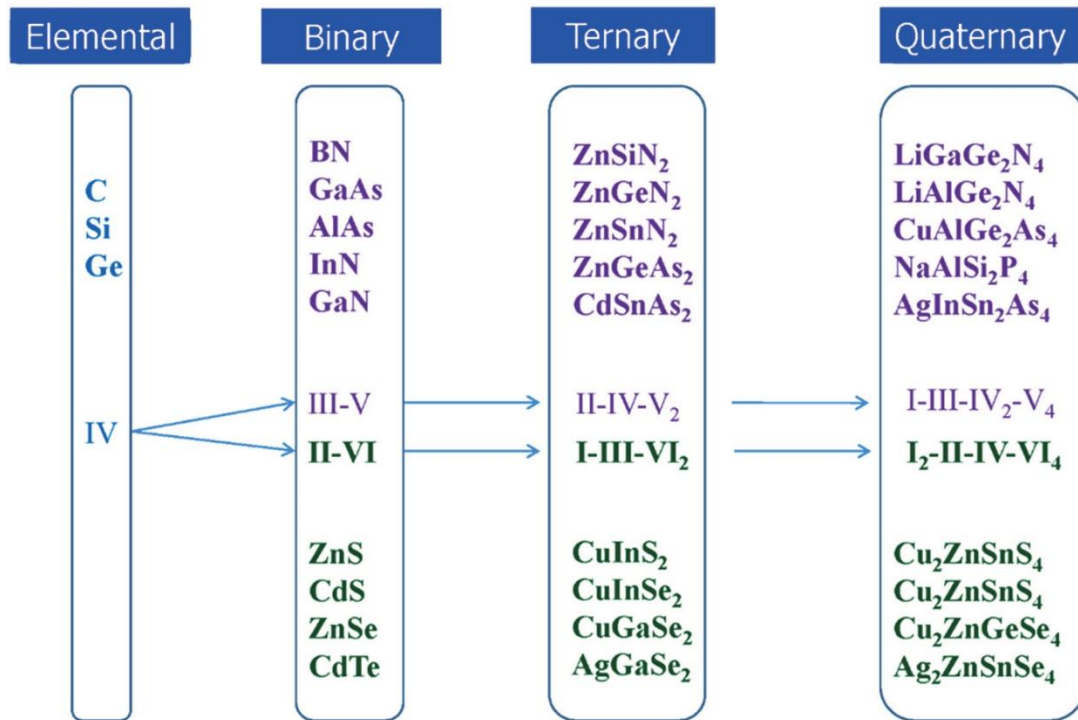 Elemental
Binary
Ternary
Quaternary
C
Si
Ge
IV
BN
GaAs
AlAs
InN
GaN
III-V
II-VI
ZnS
CdS
ZnSe
CdTe
ZnSiN₂
ZnGeN₂
ZnSnN₂
ZnGeAs₂
CdSnAs₂
II-IV-V₂
I-III-VI₂
CuInS₂
CuInSe₂
CuGaSe₂
AgGaSe₂
LiGaGe₂N₄
LiAlGe₂N₄
CuAlGe₂As₄
NaAlSi₂P₄
AgInSn₂As₄
I-III-IV₂-V₄
I₂-II-IV-VI₄
Cu₂ZnSnS₄
Cu₂ZnSnS₄
Cu₂ZnGeSe₄
Ag₂ZnSnSe₄